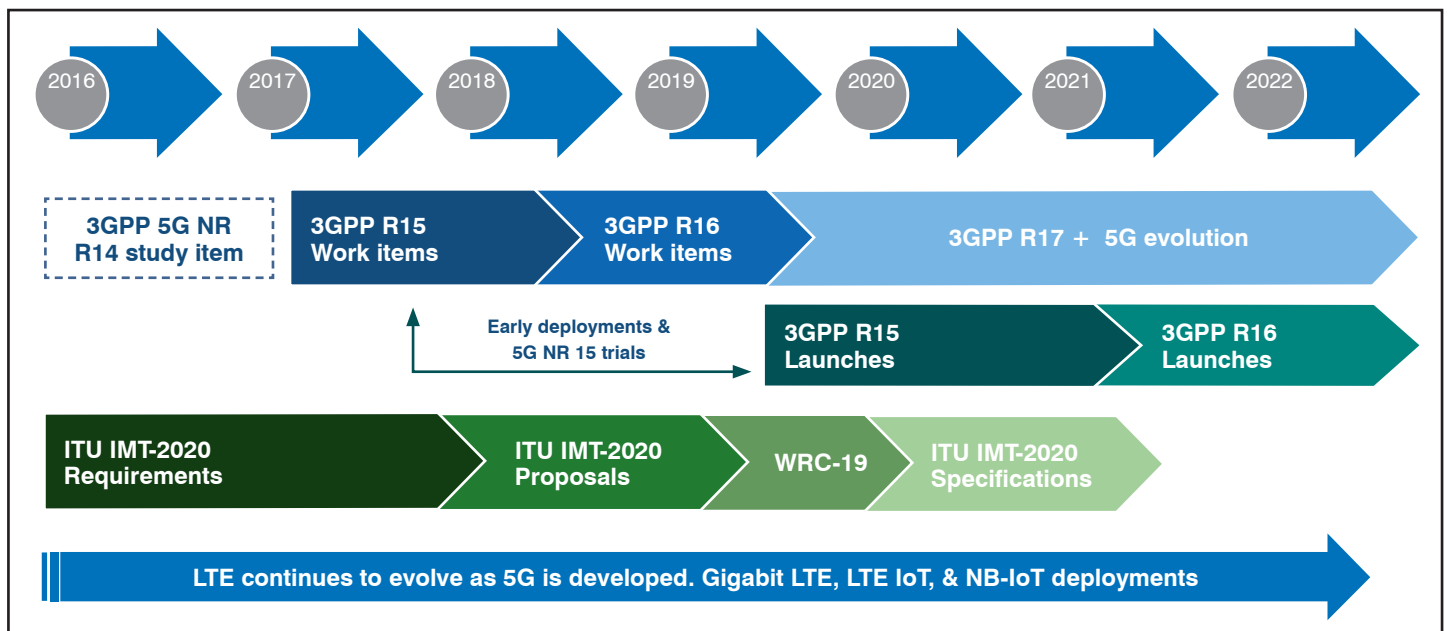 2016
2017
2018
2019
2020
2021
2022
3GPP 5G NR
R14 study item
3GPP R15
Work items
3GPP R16
Work items
3GPP R17 + 5G evolution
Early deployments &
5G NR 15 trials
3GPP R15
Launches
3GPP R16
Launches
ITU IMT-2020
Requirements
ITU IMT-2020
Proposals
WRC-19
ITU IMT-2020
Specifications
LTE continues to evolve as 5G is developed. Gigabit LTE, LTE IoT, & NB-IoT deployments